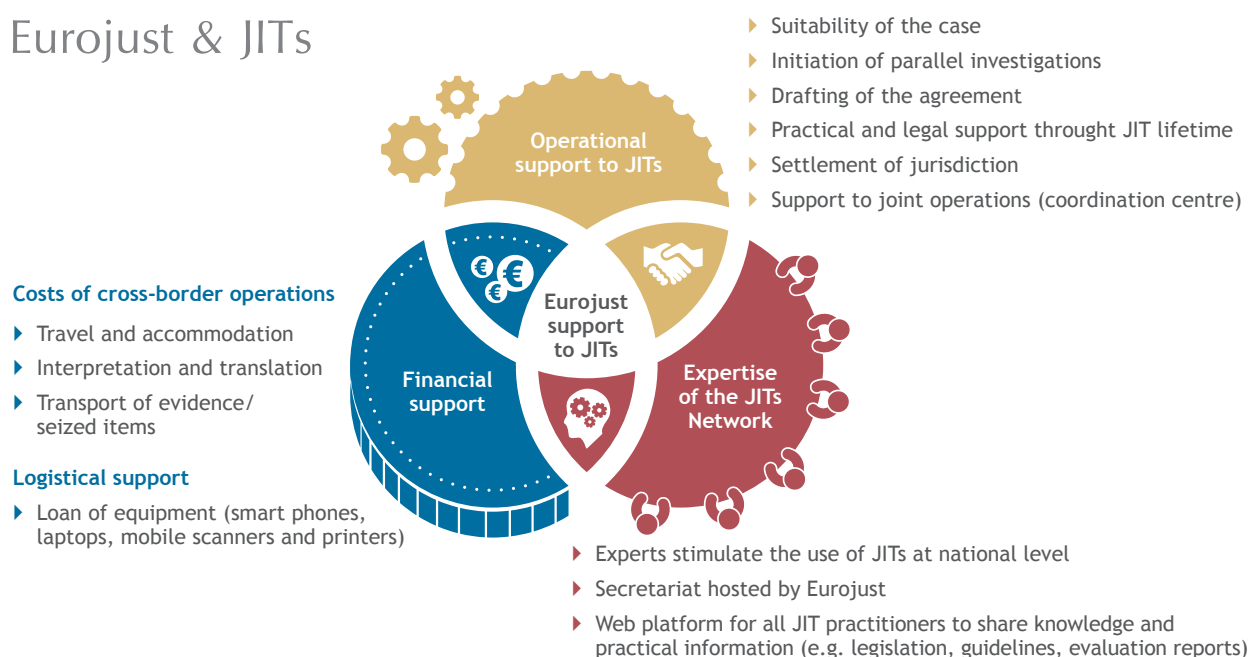 Eurojust & JITs
Suitability of the case
Initiation of parallel investigations
Drafting of the agreement
Practical and legal support throught JIT lifetime
Settlement of jurisdiction
Support to joint operations (coordination centre)
Operational
support to JITs
€
€
€
Eurojust
support
to JITs
Financial
support
Expertise
of the JITs
Network
Costs of cross-border operations
Travel and accommodation
Interpretation and translation
Transport of evidence/
seized items
Logistical support
Loan of equipment (smart phones,
laptops, mobile scanners and printers)
Experts stimulate the use of JITs at national level
Secretariat hosted by Eurojust
Web platform for all JIT practitioners to share knowledge and
practical information (e.g. legislation, guidelines, evaluation reports)